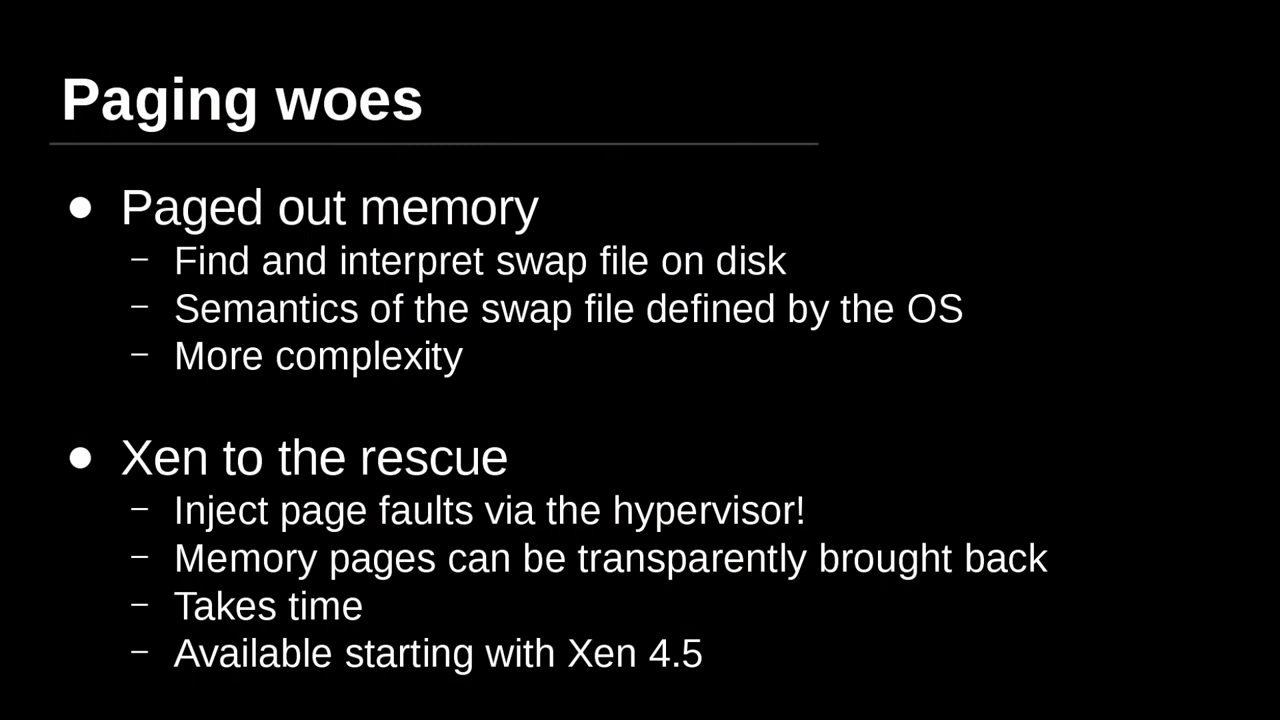 Paging woes
● Paged out memory
– Find and interpret swap file on disk
– Semantics of the swap file defined by the OS
– More complexity
● Xen to the rescue
– Inject page faults via the hypervisor!
– Memory pages can be transparently brought back
– Takes time
– Available starting with Xen 4.5